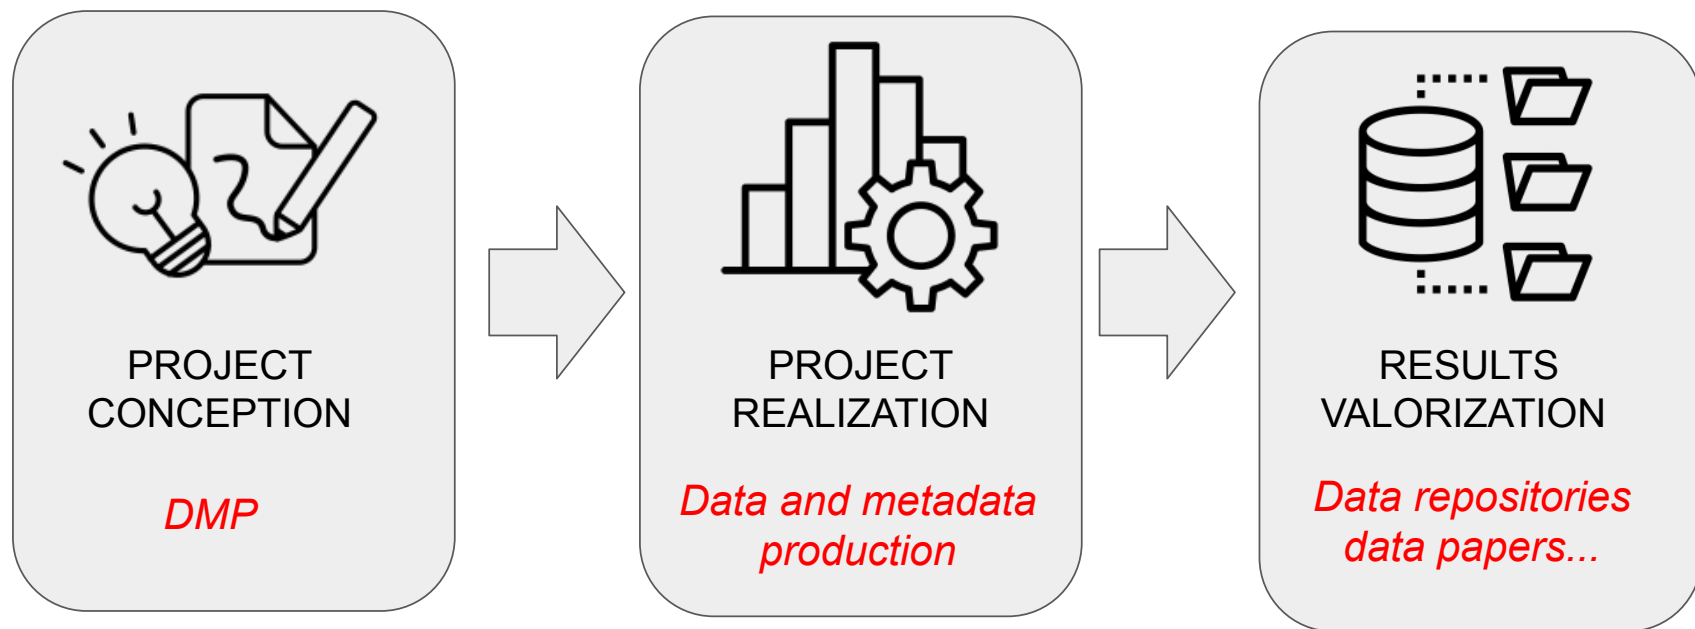 PROJECT
CONCEPTION
DMP
PROJECT
REALIZATION
Data and metadata
production
RESULTS
VALORIZATION
Data repositories
data papers...